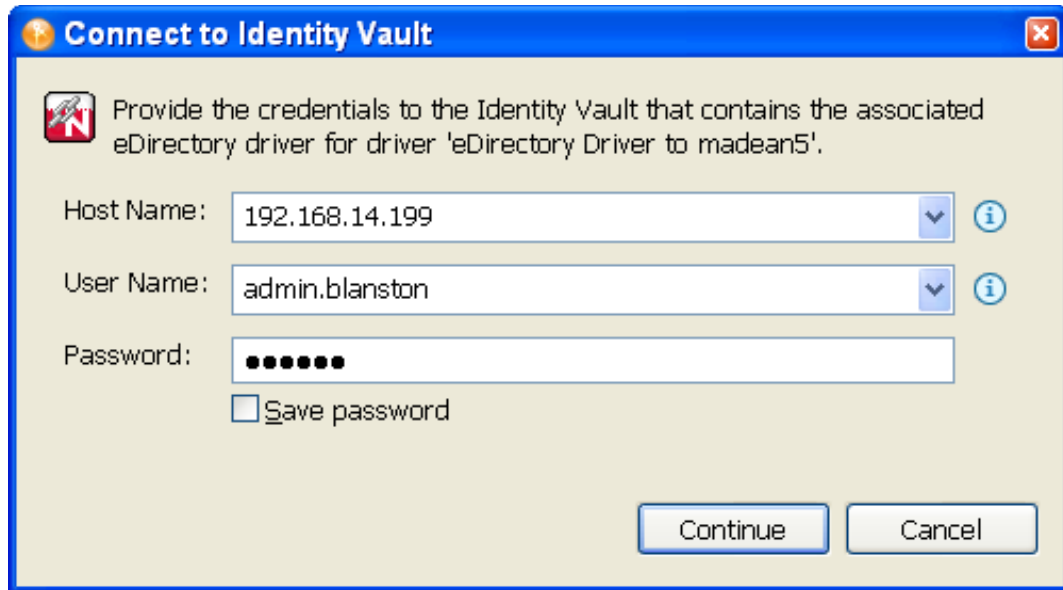 Connect to Identity Vault
Provide the credentials to the Identity Vault that contains the associated
eDirectory driver for driver 'eDirectory Driver to madean5'.
Host Name: 192.168.14.199
User Name: admin.blanston
Password: ●●●●●●
Save password
Continue Cancel